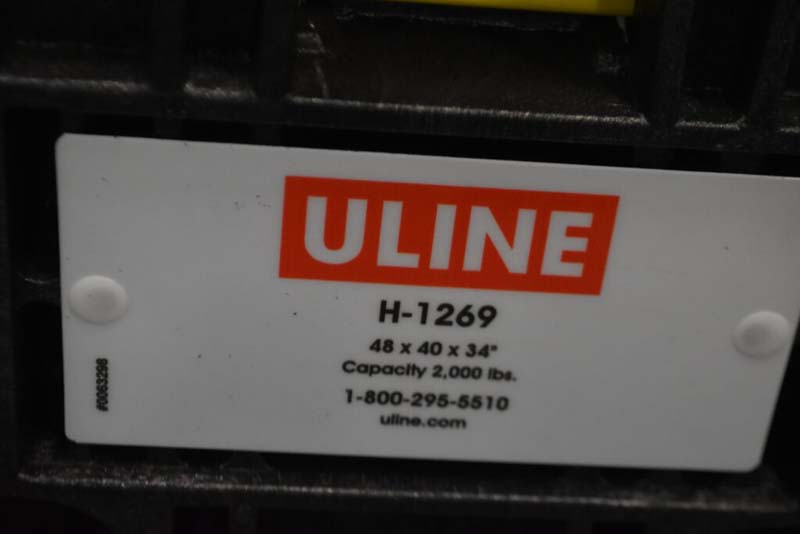 ULINE
H-1269
48 x 40 x 34"
Capacity 2,000 lbs.
1-800-295-5510
uline.com
#0063298